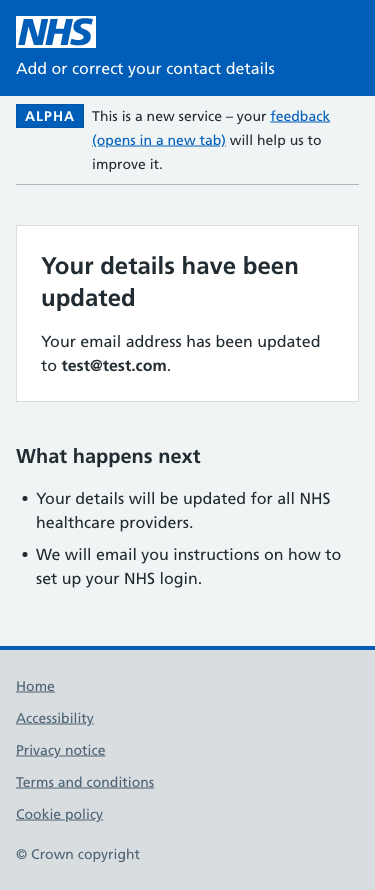 NHS
Add or correct your contact details
ALPHA This is a new service – your feedback
(opens in a new tab) will help us to
improve it.
Your details have been
updated
Your email address has been updated
to test@test.com.
What happens next
• Your details will be updated for all NHS
healthcare providers.
• We will email you instructions on how to
set up your NHS login.
Home
Accessibility
Privacy notice
Terms and conditions
Cookie policy
© Crown copyright